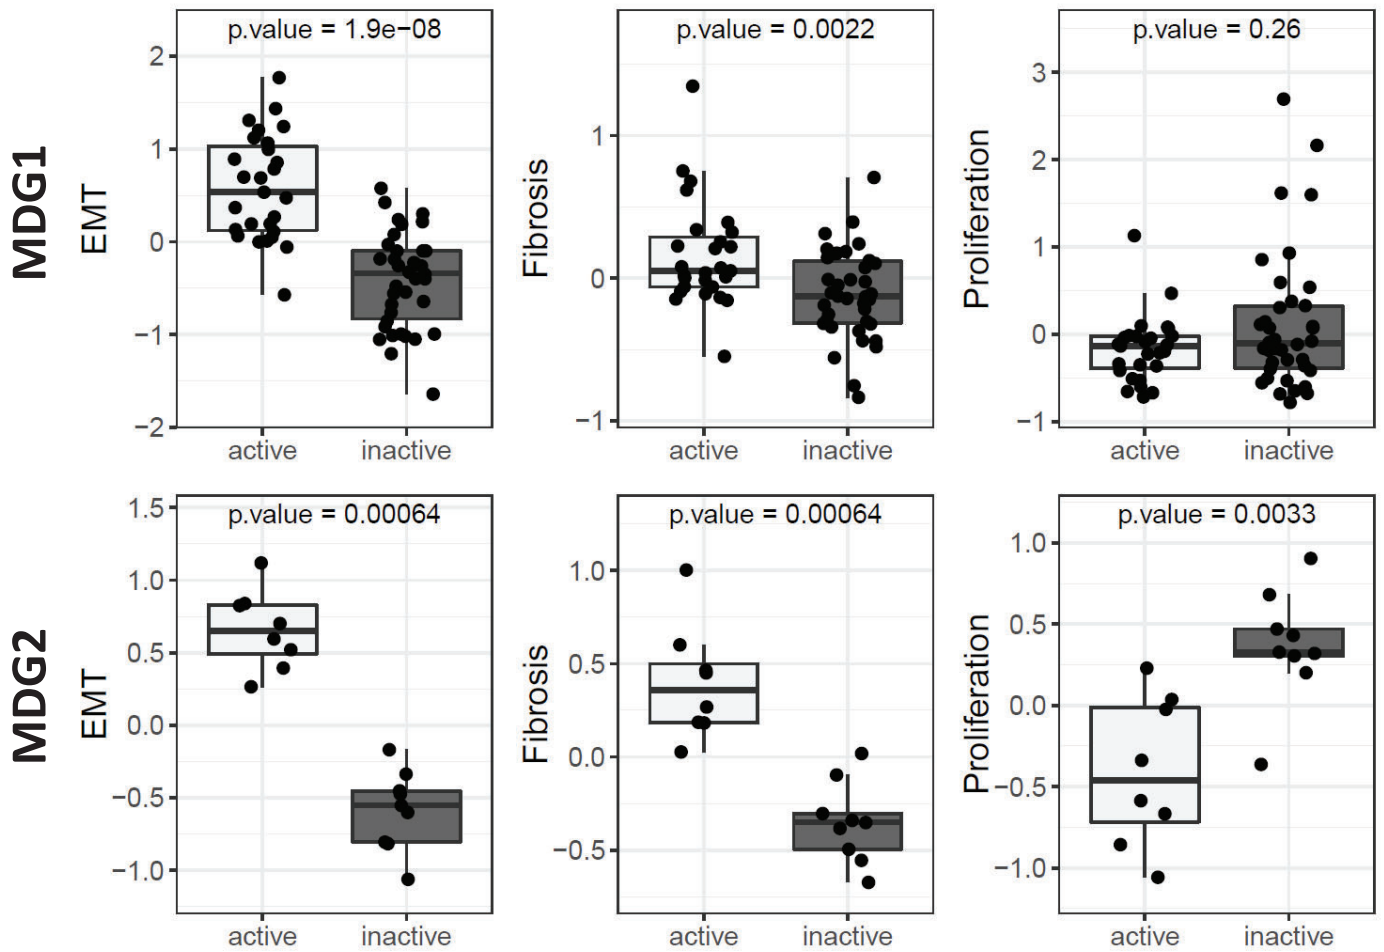 MDG1
EMT
p.value = 1.9e−08
2
1
0
−1
−2
active inactive
Fibrosis
p.value = 0.0022
1
0
−1
active inactive
Proliferation
p.value = 0.26
3
2
1
0
−1
active inactive
MDG2
EMT
p.value = 0.00064
1.5
1.0
0.5
0.0
−0.5
−1.0
active inactive
Fibrosis
p.value = 0.00064
1.0
0.5
0.0
−0.5
active inactive
Proliferation
p.value = 0.0033
1.0
0.5
0.0
−0.5
−1.0
active inactive